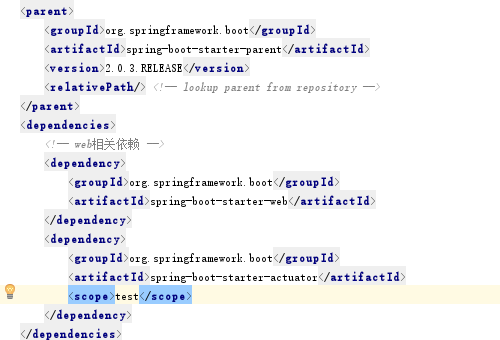 <parent>
<groupId>org.springframework.boot</groupId>
<artifactId>spring-boot-starter-parent</artifactId>
<version>2.0.3.RELEASE</version>
<relativePath/> <!-- lookup parent from repository -->
</parent>
<dependencies>
<!-- web相关依赖 -->
<dependency>
<groupId>org.springframework.boot</groupId>
<artifactId>spring-boot-starter-web</artifactId>
</dependency>
<dependency>
<groupId>org.springframework.boot</groupId>
<artifactId>spring-boot-starter-actuator</artifactId>
<scope>test</scope>
</dependency>
</dependencies>